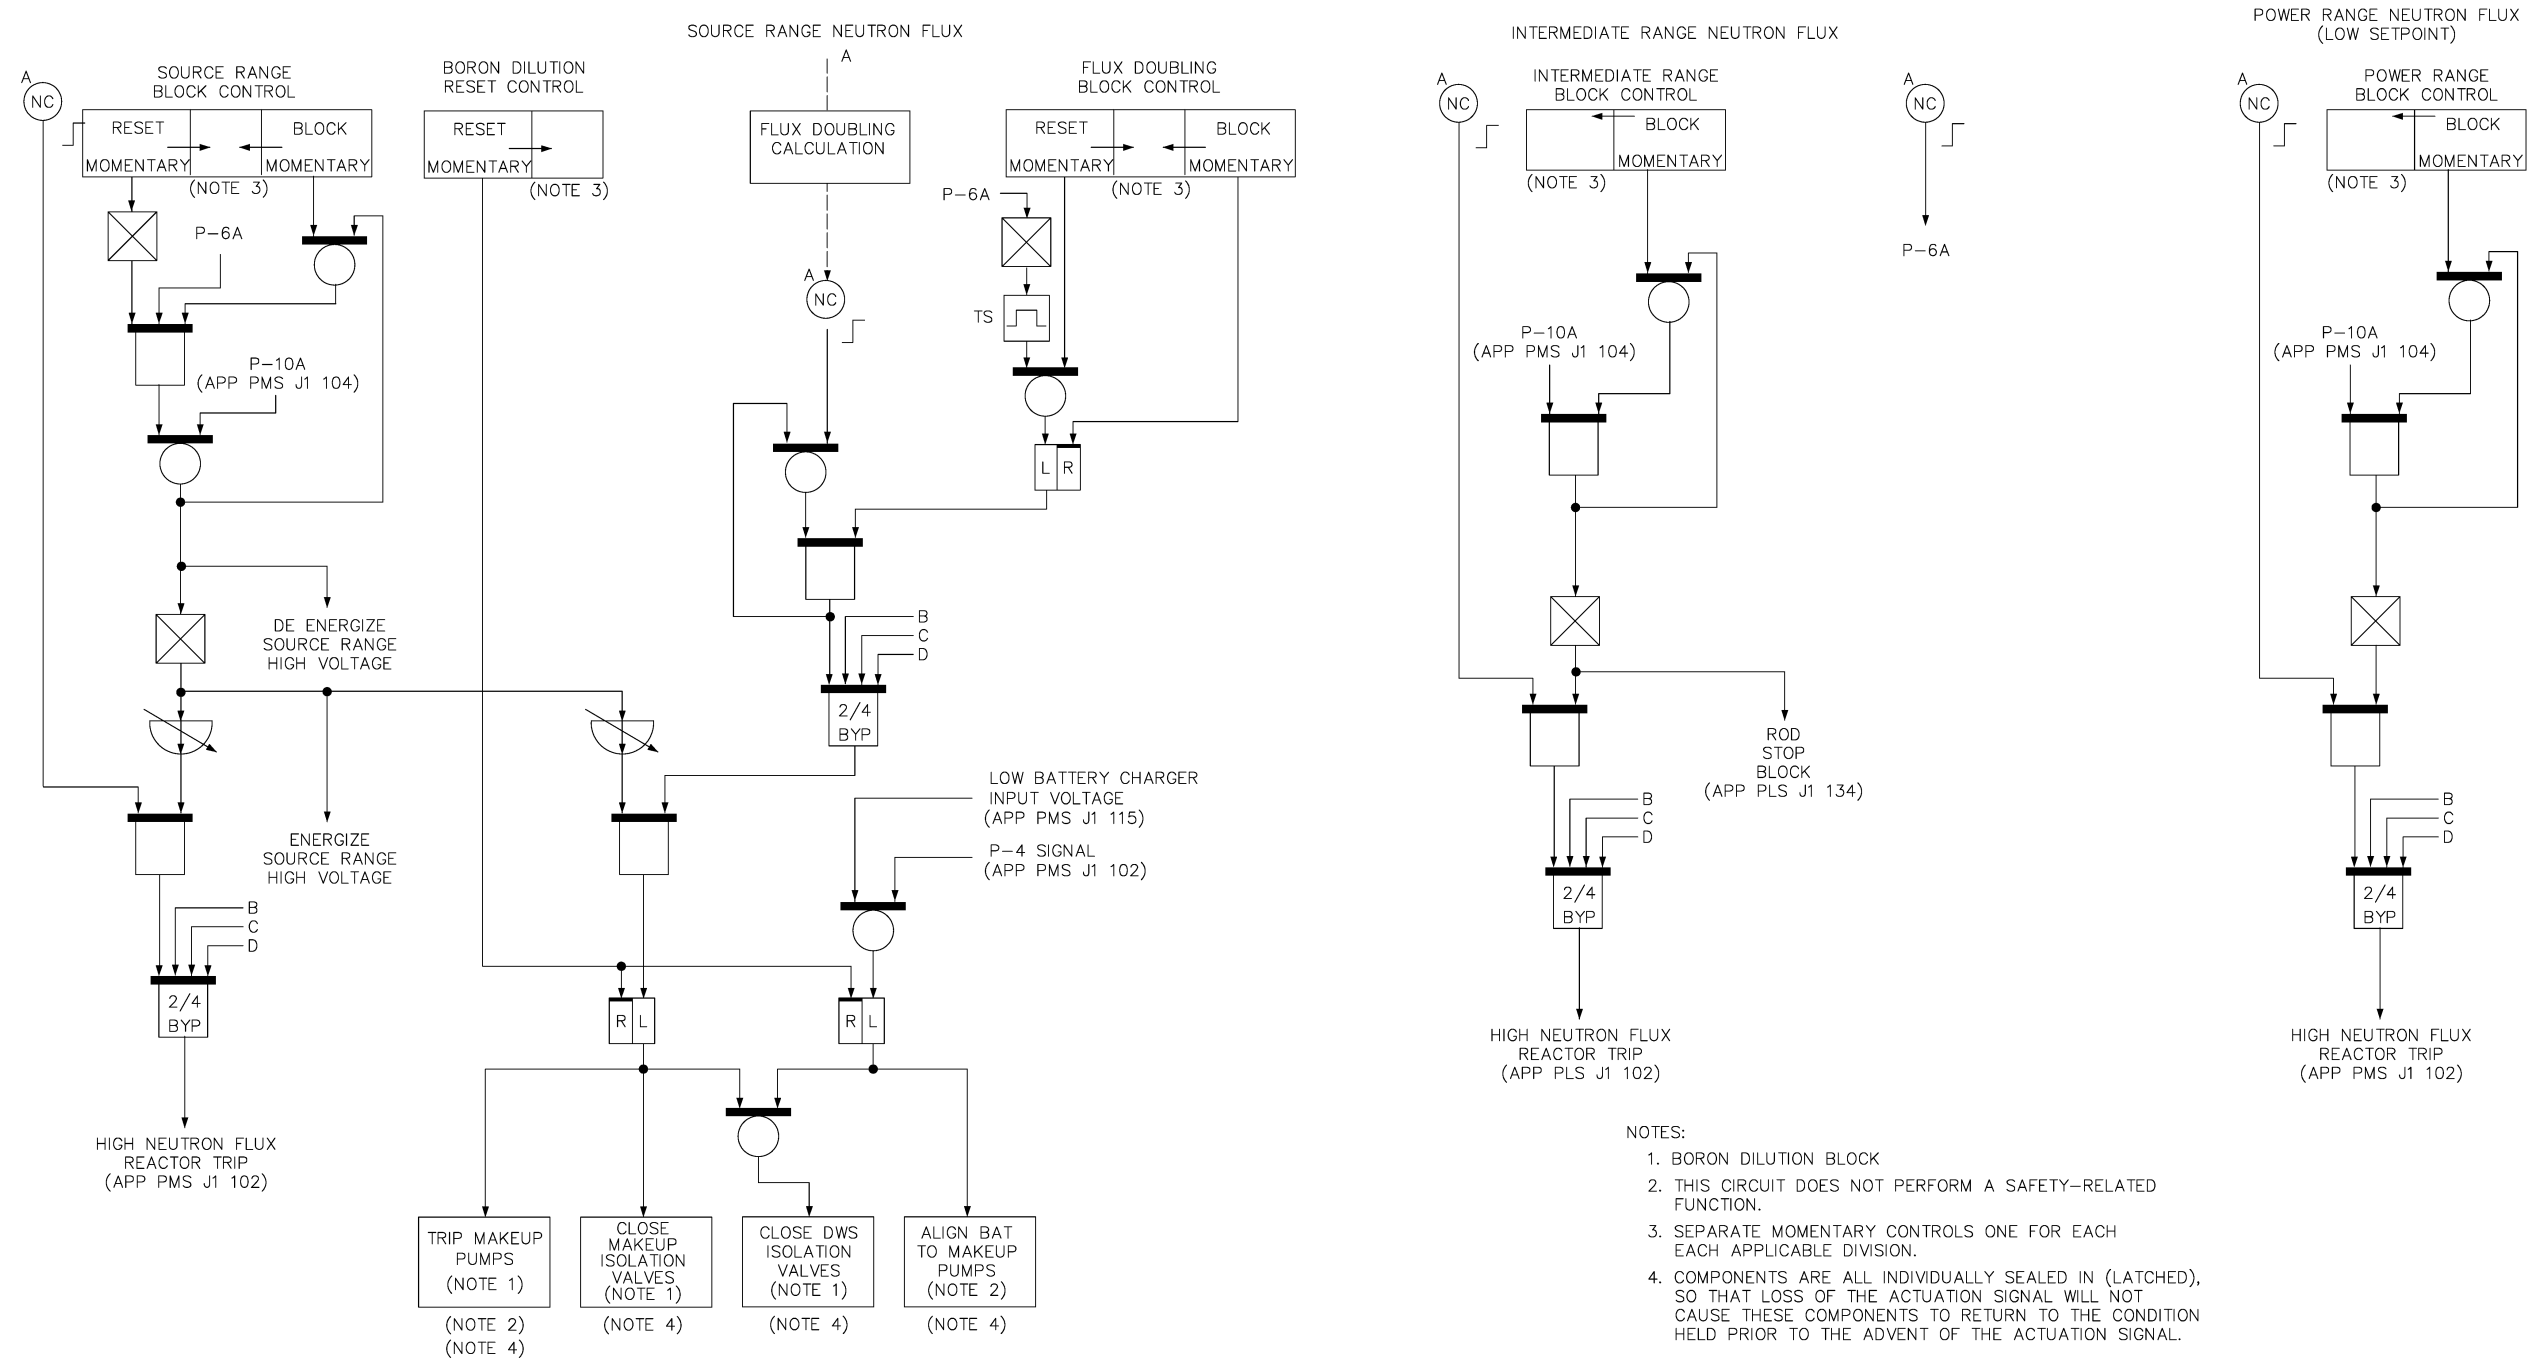 SOURCE RANGE NEUTRON FLUX
A
A
NC
SOURCE RANGE
BLOCK CONTROL
RESET
MOMENTARY
BLOCK
MOMENTARY
(NOTE 3)
P-6A
P-10A
(APP PMS J1 104)
DE ENERGIZE
SOURCE RANGE
HIGH VOLTAGE
ENERGIZE
SOURCE RANGE
HIGH VOLTAGE
B
C
D
2/4
BYP
HIGH NEUTRON FLUX
REACTOR TRIP
(APP PMS J1 102)
BORON DILUTION
RESET CONTROL
RESET
MOMENTARY
(NOTE 3)
FLUX DOUBLING
CALCULATION
A
NC
FLUX DOUBLING
BLOCK CONTROL
RESET
MOMENTARY
BLOCK
MOMENTARY
(NOTE 3)
P-6A
TS
L R
B
C
D
2/4
BYP
LOW BATTERY CHARGER
INPUT VOLTAGE
(APP PMS J1 115)
P-4 SIGNAL
(APP PMS J1 102)
R L
R L
TRIP MAKEUP
PUMPS
(NOTE 1)
(NOTE 2)
(NOTE 4)
CLOSE
MAKEUP
ISOLATION
VALVES
(NOTE 1)
(NOTE 4)
CLOSE DWS
ISOLATION
VALVES
(NOTE 1)
(NOTE 4)
ALIGN BAT
TO MAKEUP
PUMPS
(NOTE 2)
(NOTE 4)
INTERMEDIATE RANGE NEUTRON FLUX
A
NC
INTERMEDIATE RANGE
BLOCK CONTROL
BLOCK
MOMENTARY
(NOTE 3)
P-10A
(APP PMS J1 104)
ROD
STOP
BLOCK
(APP PLS J1 134)
B
C
D
2/4
BYP
HIGH NEUTRON FLUX
REACTOR TRIP
(APP PLS J1 102)
A
NC
P-6A
POWER RANGE NEUTRON FLUX
(LOW SETPOINT)
A
NC
POWER RANGE
BLOCK CONTROL
BLOCK
MOMENTARY
(NOTE 3)
P-10A
(APP PMS J1 104)
B
C
D
2/4
BYP
HIGH NEUTRON FLUX
REACTOR TRIP
(APP PMS J1 102)
NOTES:
1. BORON DILUTION BLOCK
2. THIS CIRCUIT DOES NOT PERFORM A SAFETY-RELATED
FUNCTION.
3. SEPARATE MOMENTARY CONTROLS ONE FOR EACH
EACH APPLICABLE DIVISION.
4. COMPONENTS ARE ALL INDIVIDUALLY SEALED IN (LATCHED),
SO THAT LOSS OF THE ACTUATION SIGNAL WILL NOT
CAUSE THESE COMPONENTS TO RETURN TO THE CONDITION
HELD PRIOR TO THE ADVENT OF THE ACTUATION SIGNAL.